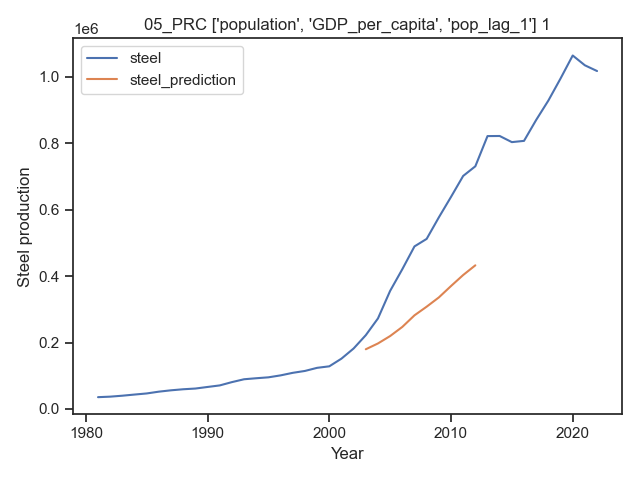 05_PRC ['population', 'GDP_per_capita', 'pop_lag_1'] 1
1e6
steel
steel_prediction
1.0
0.8
0.6
0.4
0.2
0.0
Steel production
1980
1990
2000
2010
2020
Year